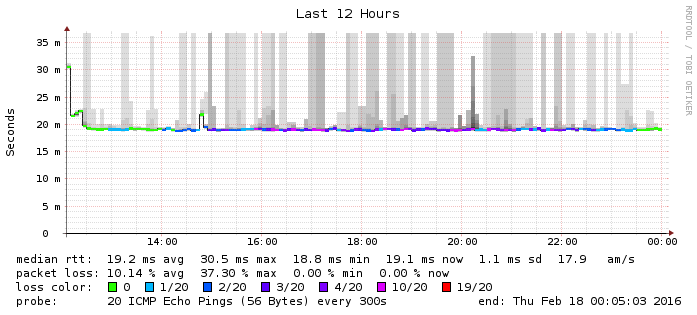 Last 12 Hours
RRDTOOL / TOBI OETIKER
Seconds
35 m
30 m
25 m
20 m
15 m
10 m
5 m
0
14:00 16:00 18:00 20:00 22:00 00:00
median rtt: 19.2 ms avg 30.5 ms max 18.8 ms min 19.1 ms now 1.1 ms sd 17.9 am/s
packet loss: 10.14 % avg 37.30 % max 0.00 % min 0.00 % now
loss color: 0 1/20 2/20 3/20 4/20 10/20 19/20
probe: 20 ICMP Echo Pings (56 Bytes) every 300s end: Thu Feb 18 00:05:03 2016